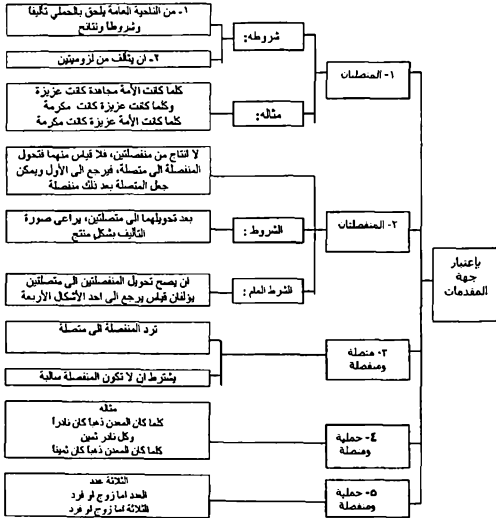 بإعتبار
جهة
المقدمات
١- المتصلتان
شروطه:
١- من الناحية العامة يلحق بالحملي تأليفاً
وشروطاً ونتائج
٢- ان يتألف من لزوميتين
مثاله:
كلما كانت الأمة مجاهدة كانت عزيزة
وكلما كانت عزيزة كانت مكرمة
كلما كانت الأمة عزيزة كانت مكرمة
٢- المنفصلتان
لا انتاج من منفصلتين، فلا قياس منهما فتحول
المنفصلة الى متصلة، فيرجع الى الأول ويمكن
جعل المتصلة بعد ذلك منفصلة
الشروط:
بعد تحويلهما الى متصلتين، يراعى صورة
التأليف بشكل منتج
الشرط العام:
ان يصح تحويل المنفصلتين الى متصلتين
يؤلفان قياس يرجع الى احد الأشكال الأربعة
٣- متصلة
ومنفصلة
ترد المنفصلة الى متصلة
يشترط ان لا تكون المنفصلة سالبة
٤- حملية
ومتصلة
مثاله
كلما كان المعدن ذهباً كان نادراً
وكل نادر ثمين
كلما كان المعدن ذهباً كان ثميناً
٥- حملية
ومنفصلة
الثلاثة عدد
العدد اما زوج او فرد
الثلاثة اما زوج او فرد